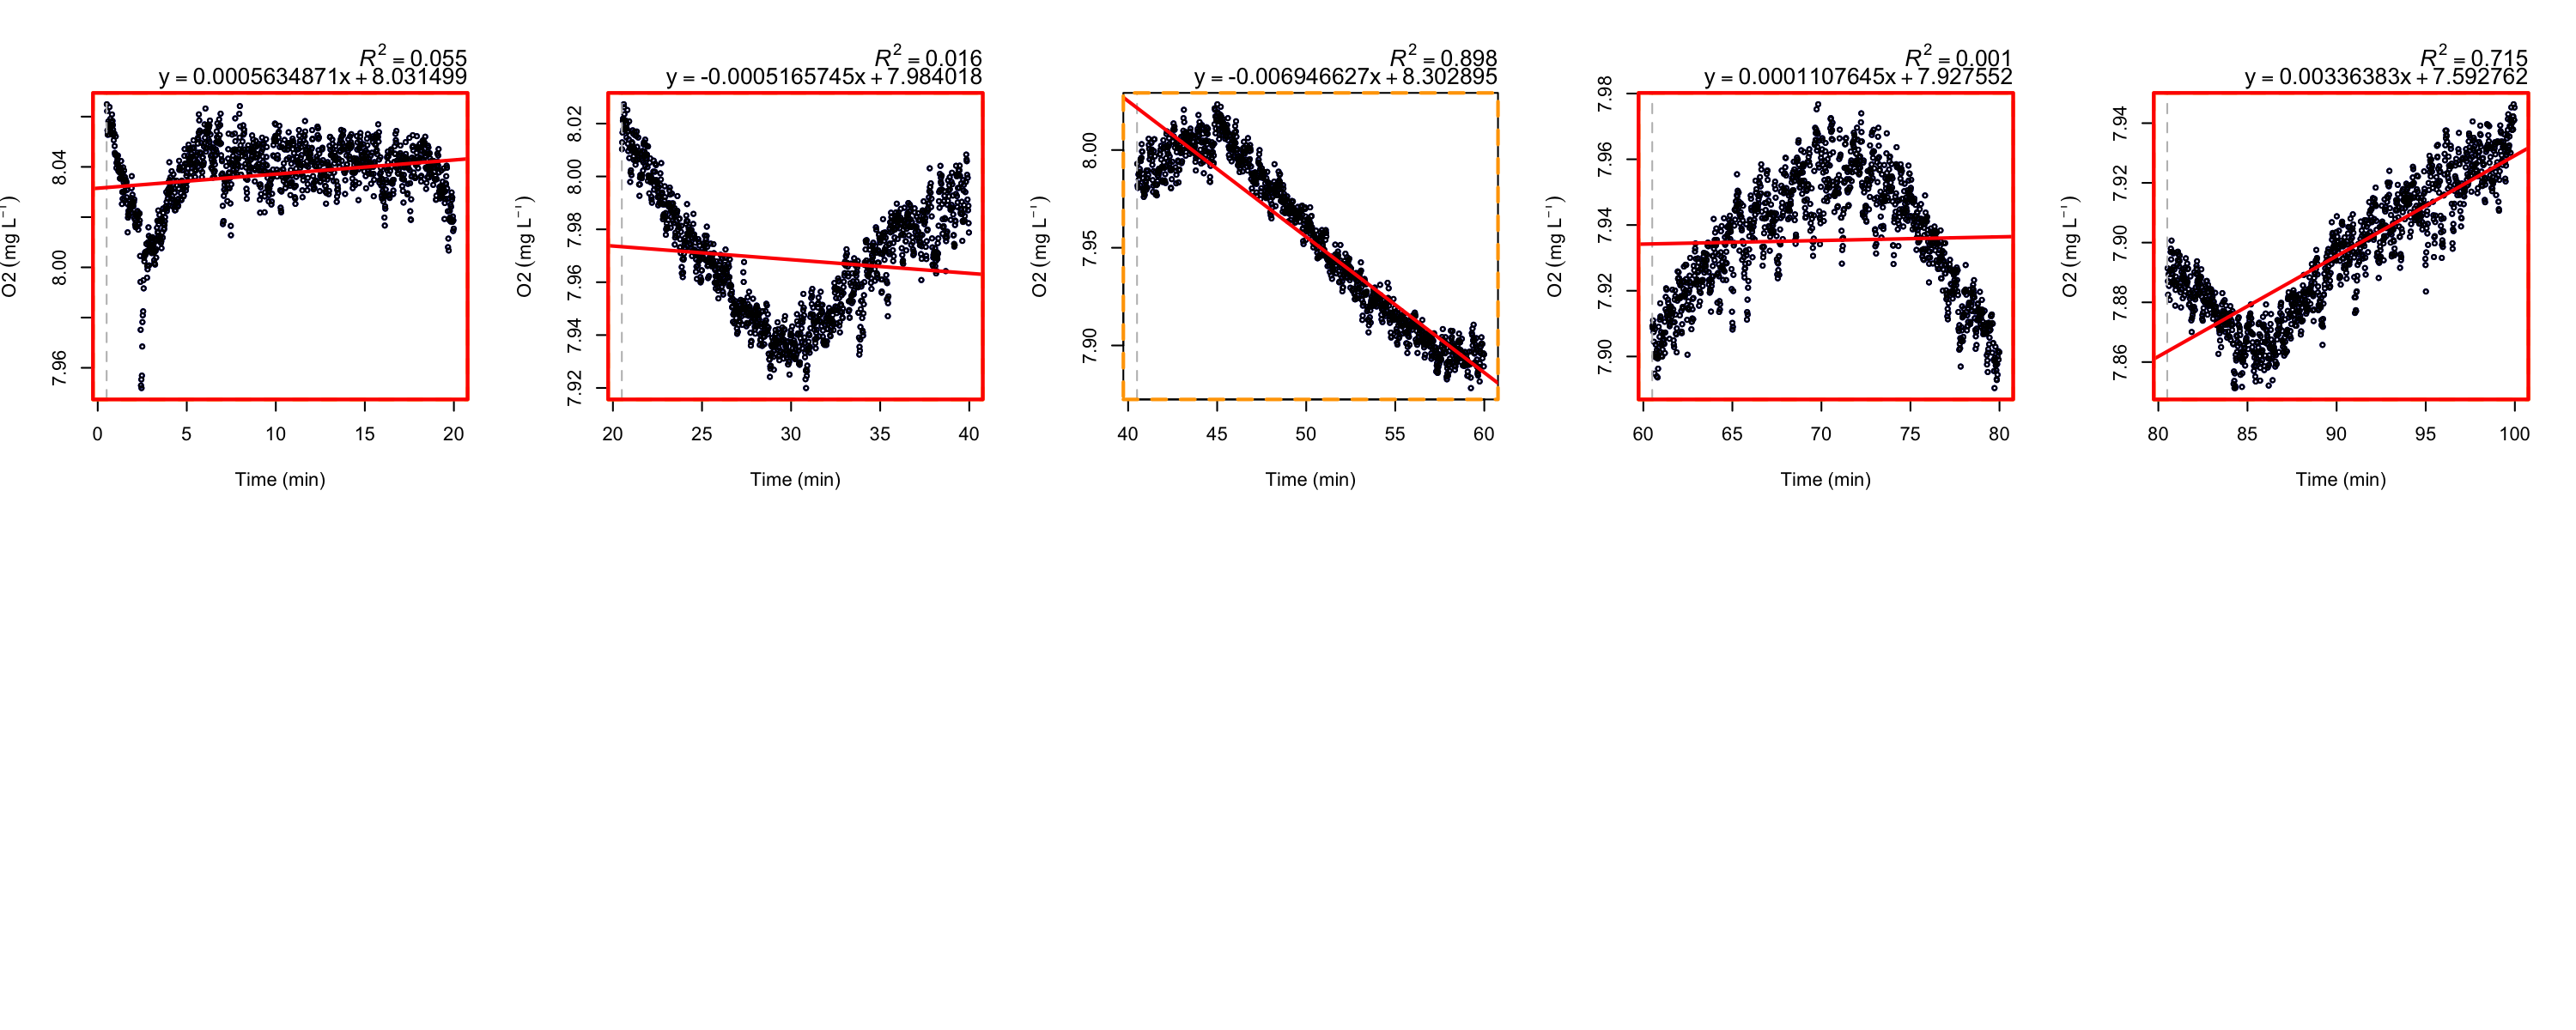 R² = 0.055
y = 0.0005634871x + 8.031499
O2 (mg L⁻¹)
8.04
8.00
7.96
0 5 10 15 20
Time (min)
R² = 0.016
y = -0.0005165745x + 7.984018
O2 (mg L⁻¹)
8.02
8.00
7.98
7.96
7.94
7.92
20 25 30 35 40
Time (min)
R² = 0.898
y = -0.006946627x + 8.302895
O2 (mg L⁻¹)
8.00
7.95
7.90
40 45 50 55 60
Time (min)
R² = 0.001
y = 0.0001107645x + 7.927552
O2 (mg L⁻¹)
7.98
7.96
7.94
7.92
7.90
60 65 70 75 80
Time (min)
R² = 0.715
y = 0.00336383x + 7.592762
O2 (mg L⁻¹)
7.94
7.92
7.90
7.88
7.86
80 85 90 95 100
Time (min)